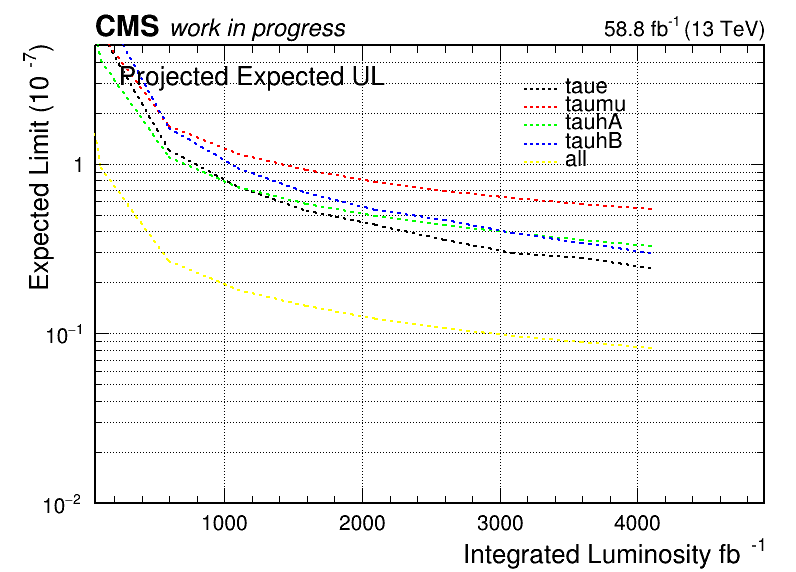 CMS work in progress 58.8 fb⁻¹ (13 TeV)
Expected Limit (10 ⁻⁷)
Projected Expected UL
taue
taumu
tauhA
tauhB
all
1
10⁻¹
10⁻²
1000 2000 3000 4000
Integrated Luminosity fb ⁻¹